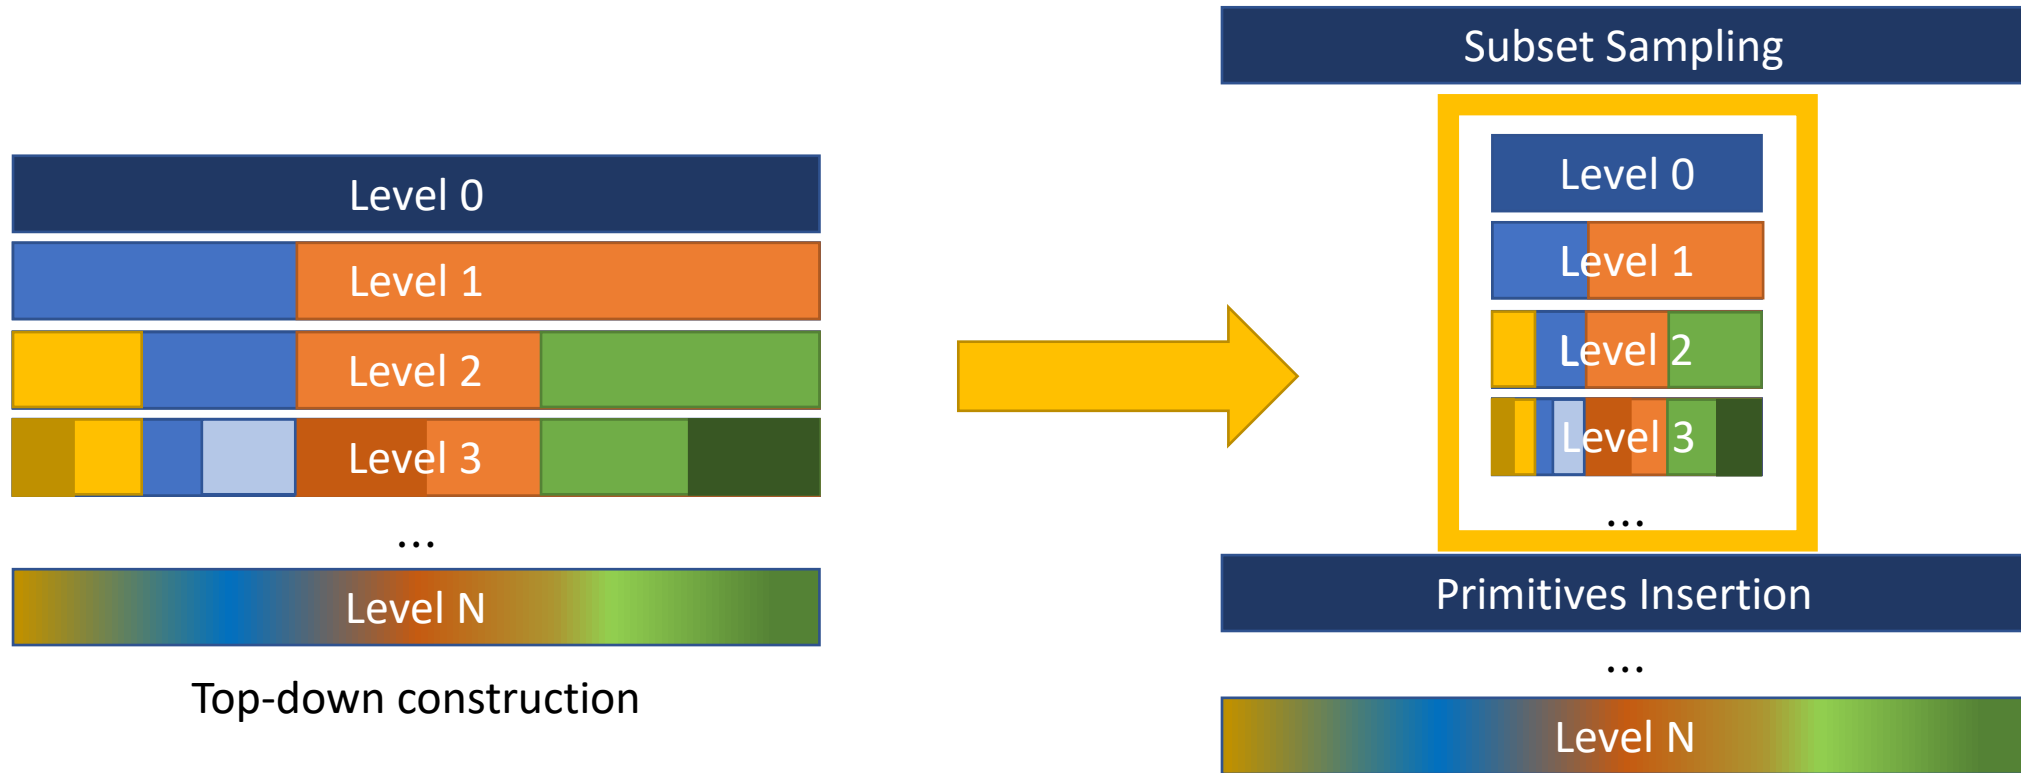 Level 0
Level 1
Level 2
Level 3
...
Level N
Top-down construction
Subset Sampling
Level 0
Level 1
Level 2
Level 3
...
Primitives Insertion
...
Level N